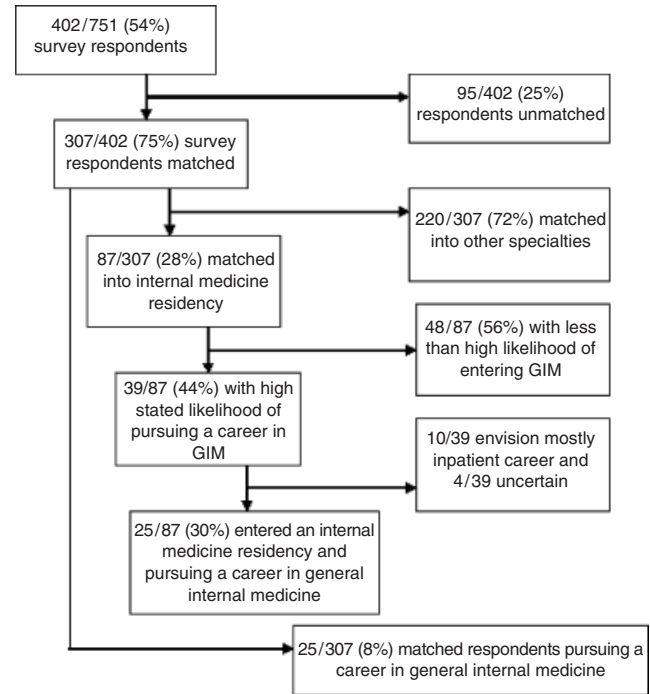 402/751 (54%)
survey respondents
95/402 (25%)
respondents unmatched
307/402 (75%) survey
respondents matched
220/307 (72%) matched
into other specialties
87/307 (28%) matched
into internal medicine
residency
48/87 (56%) with less
than high likelihood of
entering GIM
39/87 (44%) with high
stated likelihood of
pursuing a career in
GIM
10/39 envision mostly
inpatient career and
4/39 uncertain
25/87 (30%) entered an internal
medicine residency and
pursuing a career in general
internal medicine
25/307 (8%) matched respondents pursuing a
career in general internal medicine